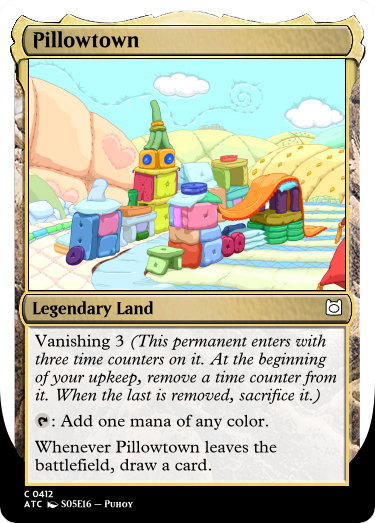 Pillowtown
Legendary Land
Vanishing 3 (This permanent enters with
three time counters on it. At the beginning
of your upkeep, remove a time counter from
it. When the last is removed, sacrifice it.)
: Add one mana of any color.
Whenever Pillowtown leaves the
battlefield, draw a card.
C 0412
ATC S05E16 – Puhoy